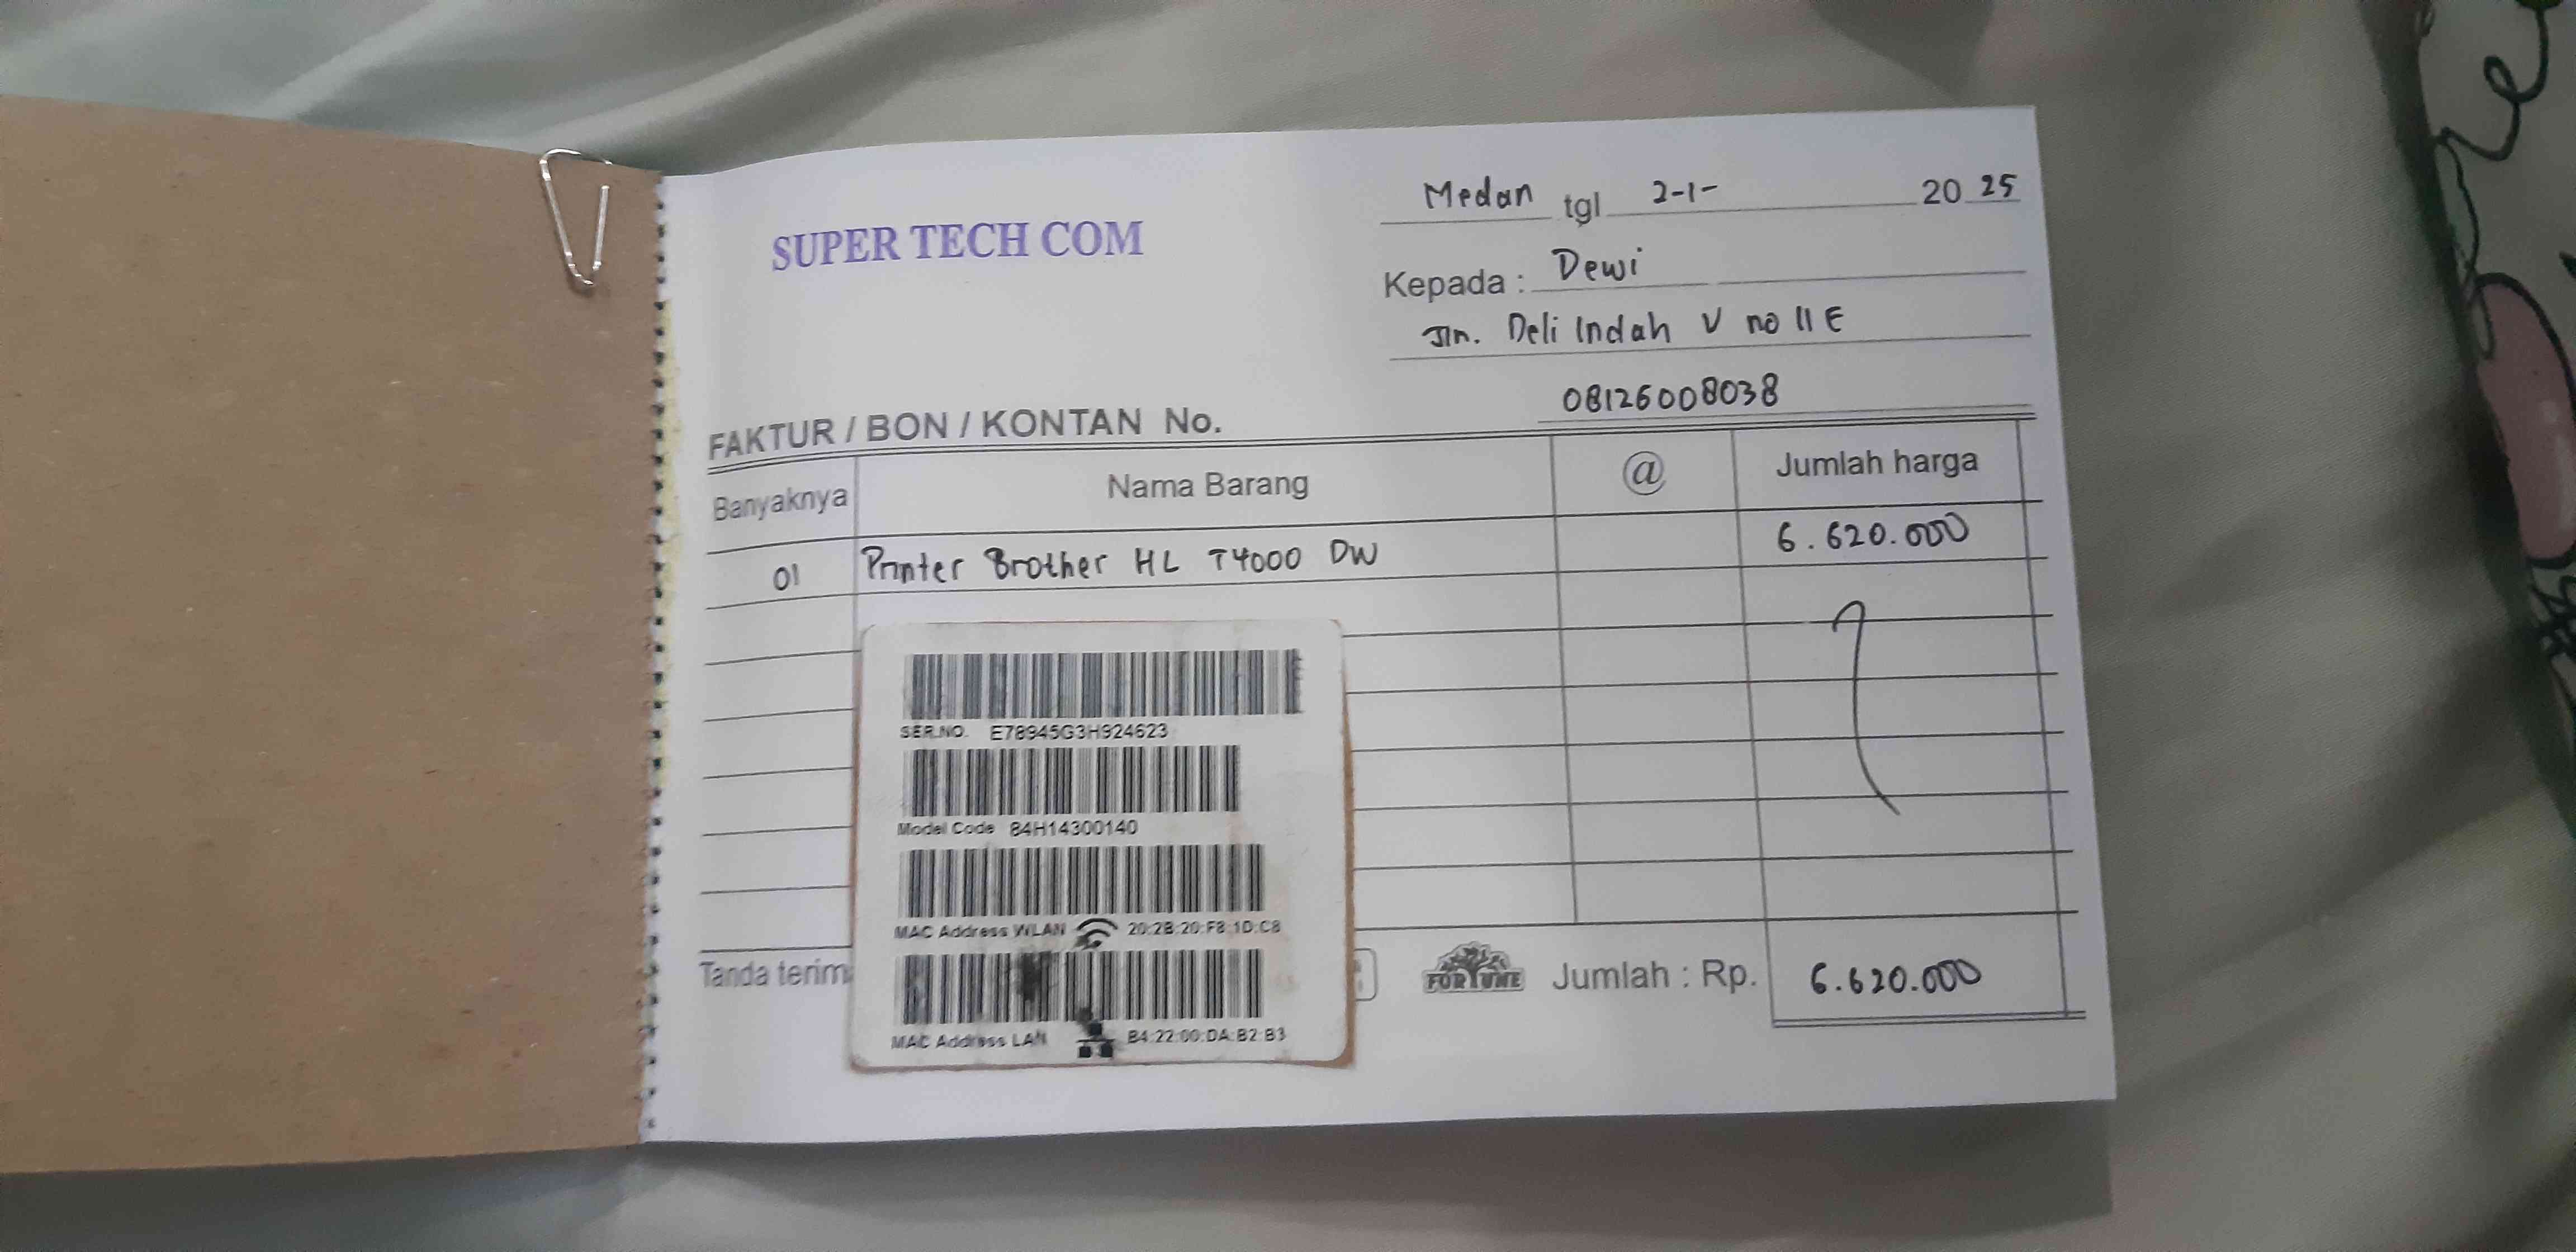 SUPER TECH COM
Medan tgl 2-1- 20 25
Kepada : Dewi
Jln. Deli Indah V no 11 E
08126008038
FAKTUR / BON / KONTAN No.
Banyaknya Nama Barang @ Jumlah harga
01 Printer Brother HL T4000 DW 6.620.000
SER.NO. E78945G3H924623
Model Code 84H14300140
MAC Address WLAN 20:2B:20:F8:1D:C8
MAC Address LAN B4:22:00:DA:B2:B3
Tanda terim
FORTUNE Jumlah : Rp. 6.620.000